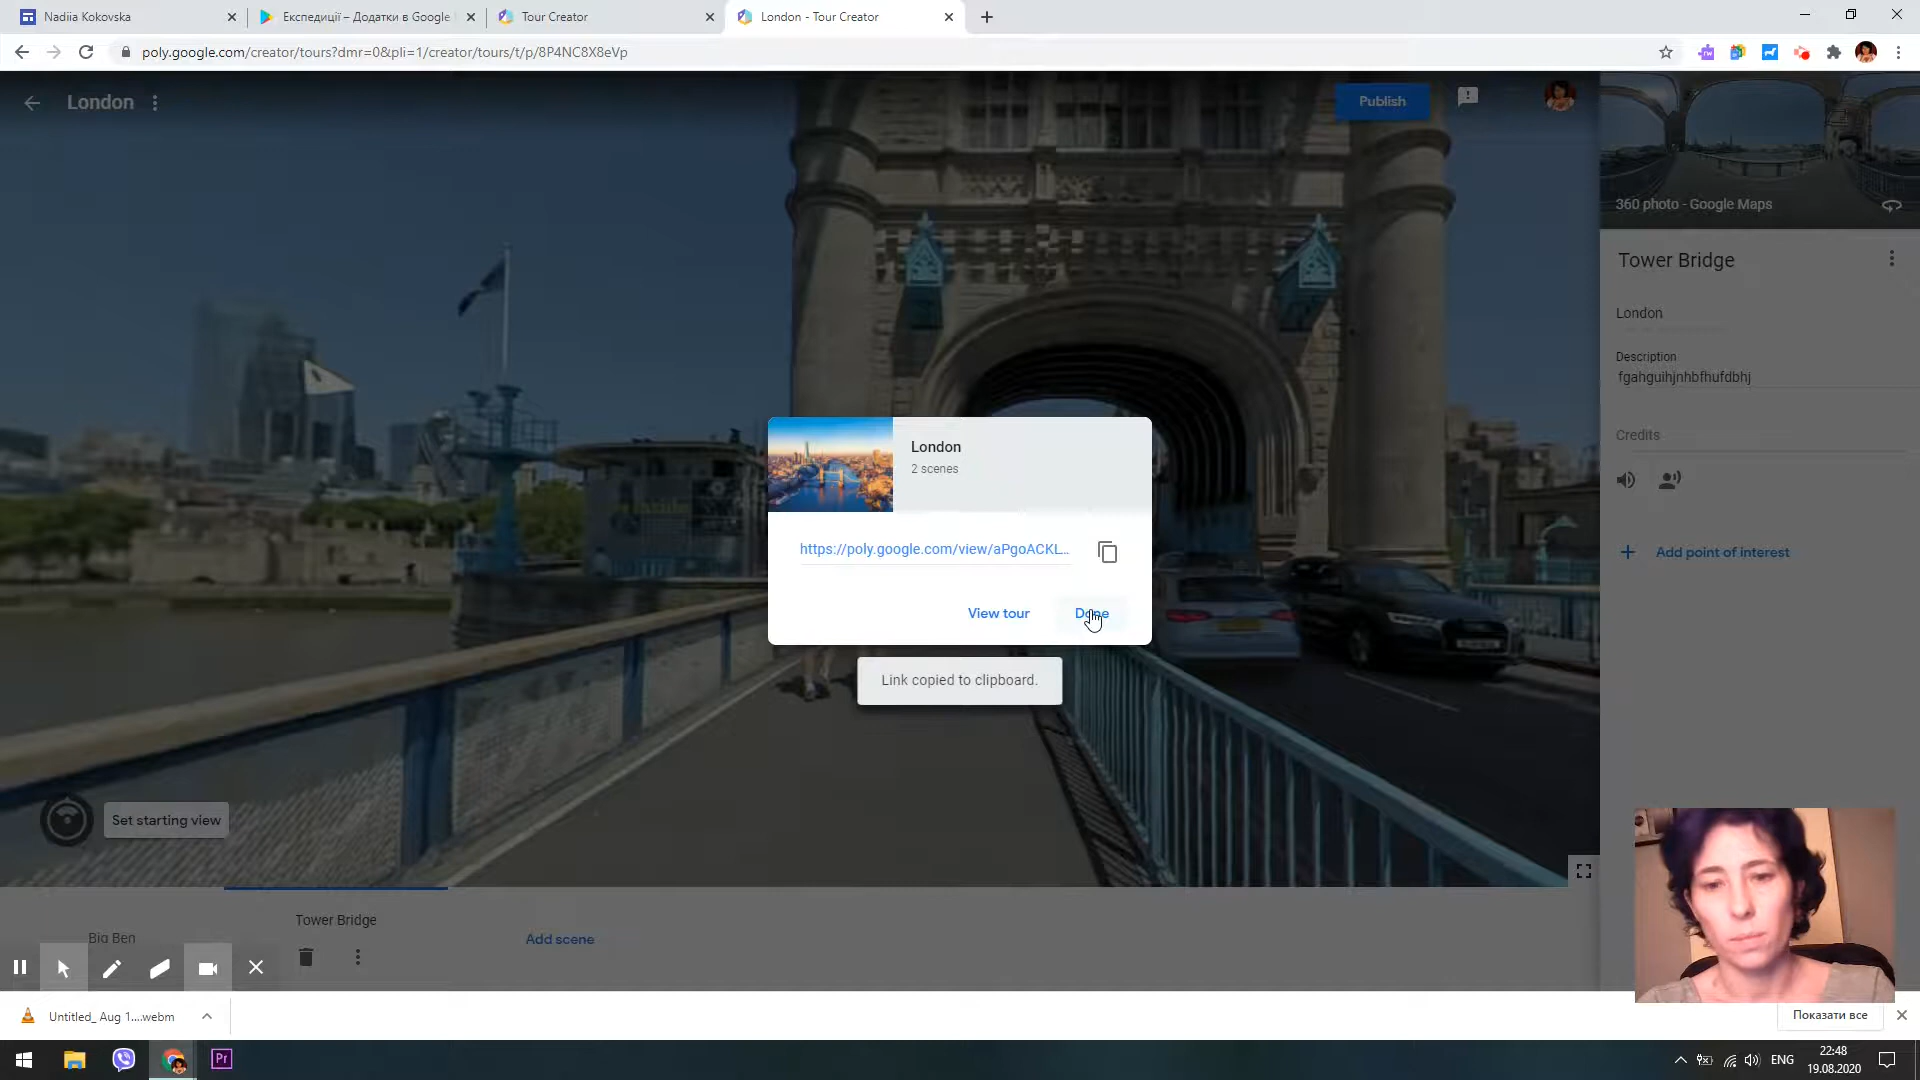 Nadiia Kokovska
Експедиції – Додатки в Google
Tour Creator
London - Tour Creator
poly.google.com/creator/tours?dmr=0&pli=1/creator/tours/t/p/8P4NC8X8eVp
London
Publish
360 photo - Google Maps
Tower Bridge
London
Description
fgahguihjnhbfhufdbhj
Credits
Add point of interest
London
2 scenes
https://poly.google.com/view/aPgoACKL...
View tour
Done
Link copied to clipboard.
Set starting view
Big Ben
Tower Bridge
Add scene
Untitled_ Aug 1....webm
Показати все
Pr
ENG
22:48
19.08.2020